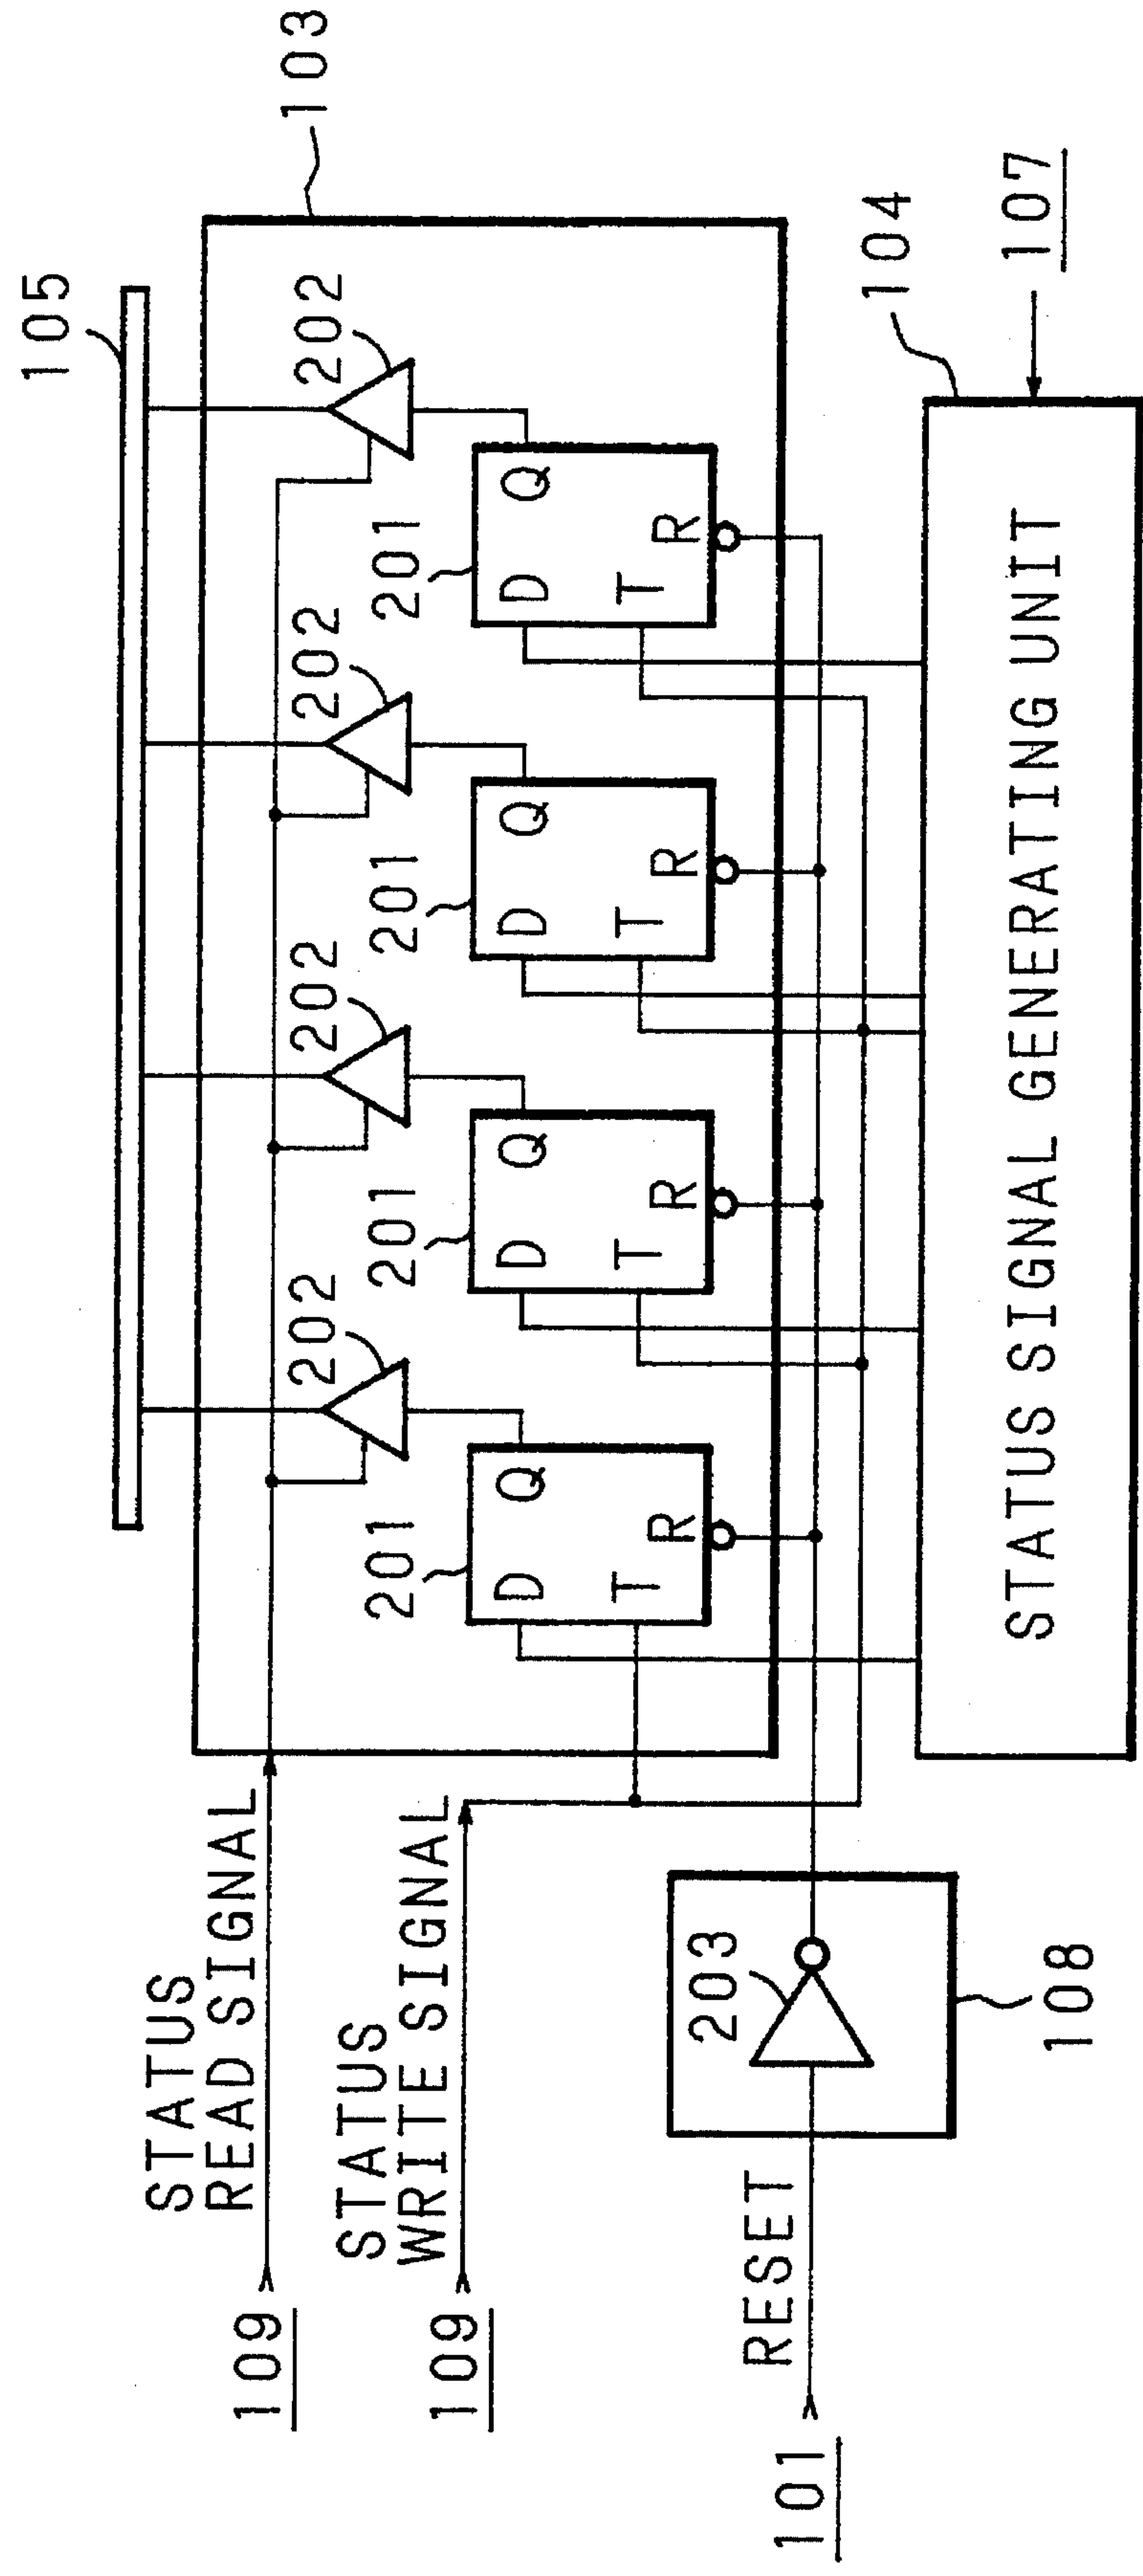 105
103
202
202
202
202
201
201
201
201
D
Q
T
R
D
Q
T
R
D
Q
T
R
D
Q
T
R
109
STATUS
READ SIGNAL
109
STATUS
WRITE SIGNAL
101
RESET
203
108
STATUS SIGNAL GENERATING UNIT
104
107